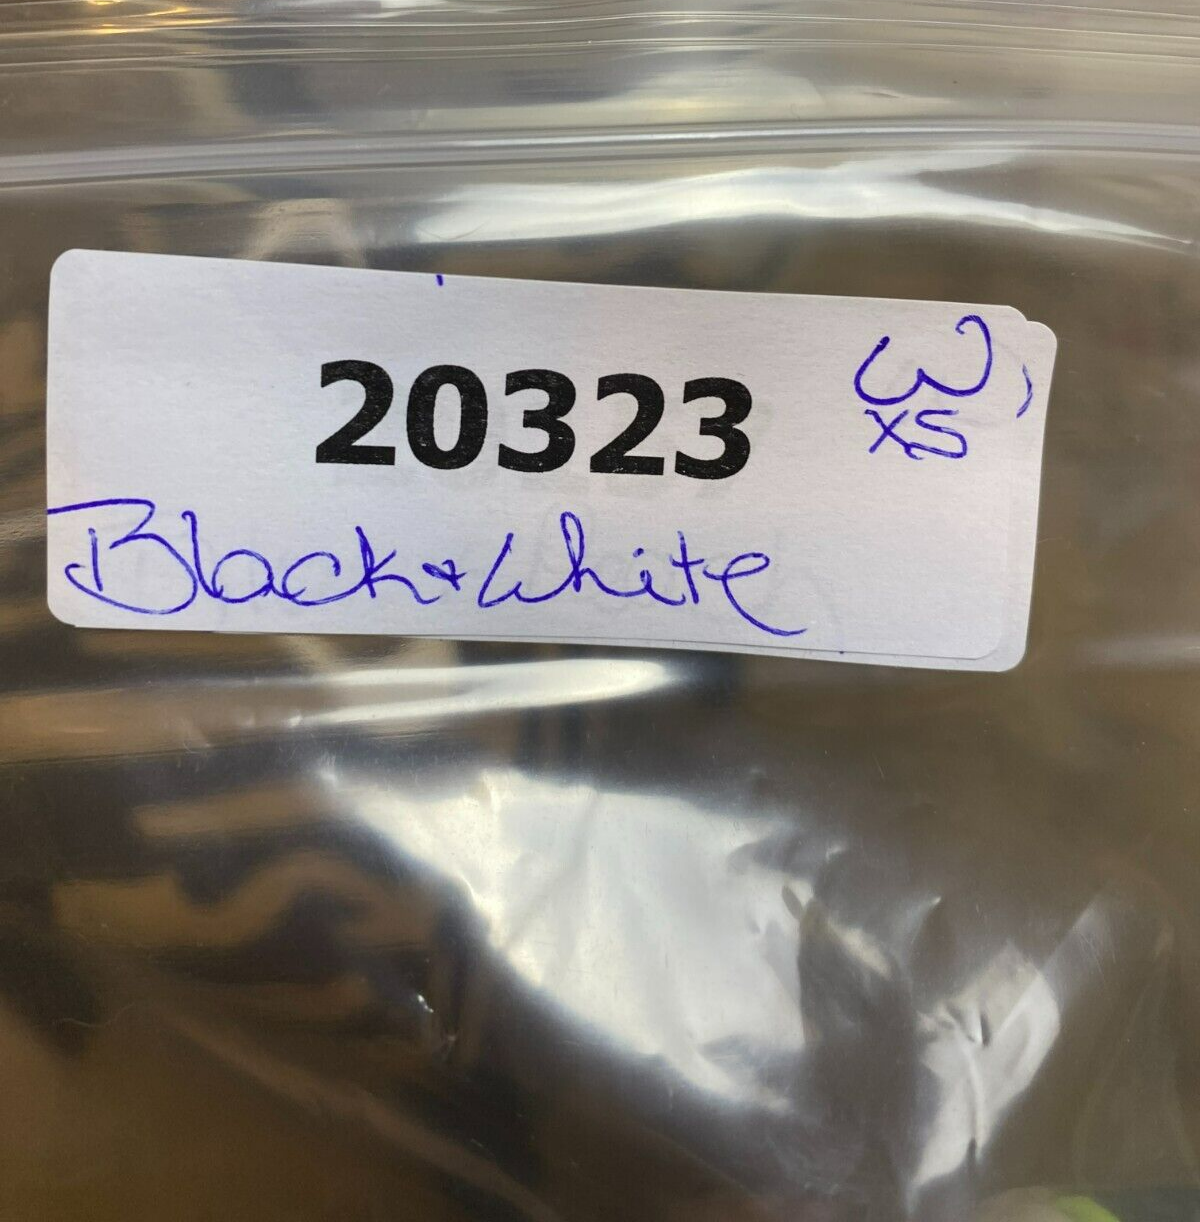 20323
W
XS
Black + White